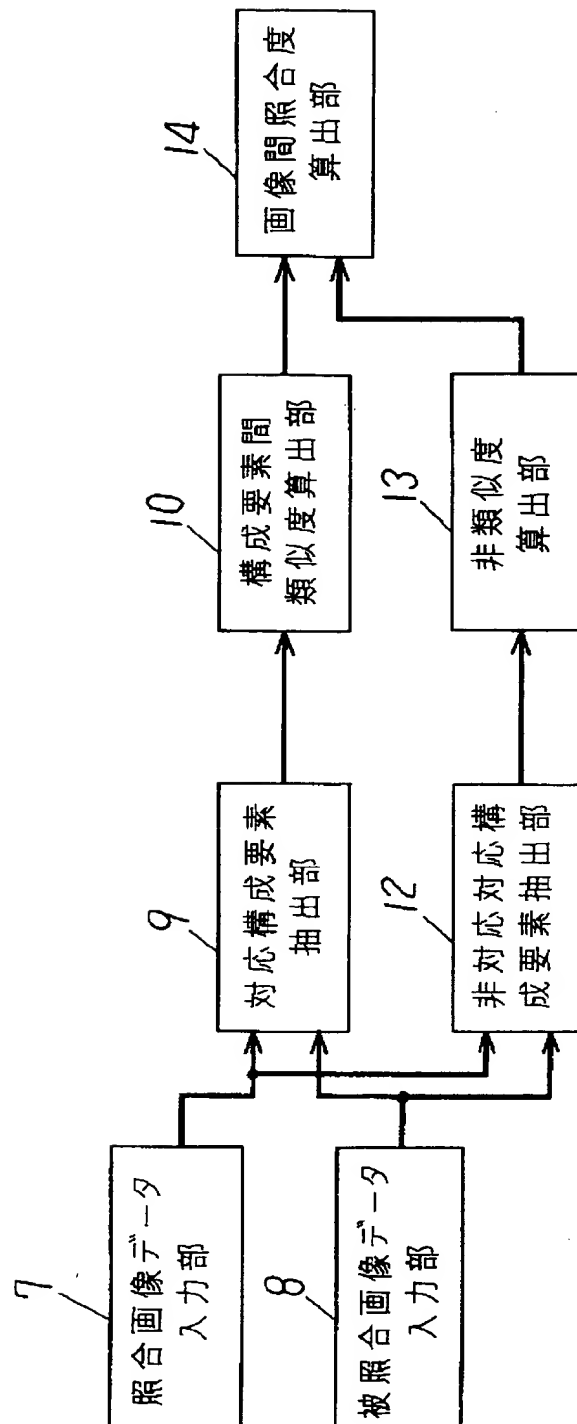 7
照合画像データ
入力部
8
被照合画像データ
入力部
9
対応構成要素
抽出部
12
非対応対応構
成要素抽出部
10
構成要素間
類似度算出部
13
非類似度
算出部
14
画像間照合度
算出部